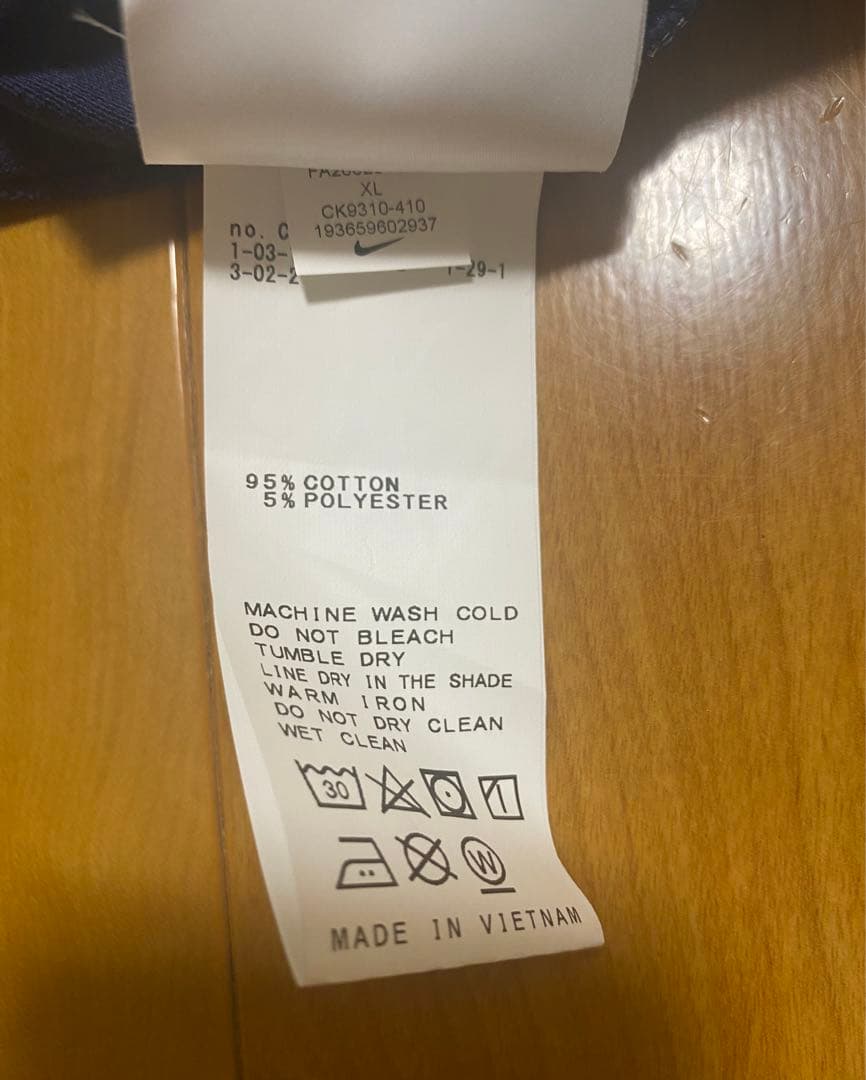 XL
CK9310-410
193659602937
no. C
1-03-
3-02-2
-29-1
95% COTTON
5% POLYESTER
MACHINE WASH COLD
DO NOT BLEACH
TUMBLE DRY
LINE DRY IN THE SHADE
WARM IRON
DO NOT DRY CLEAN
WET CLEAN
30
W
MADE IN VIETNAM